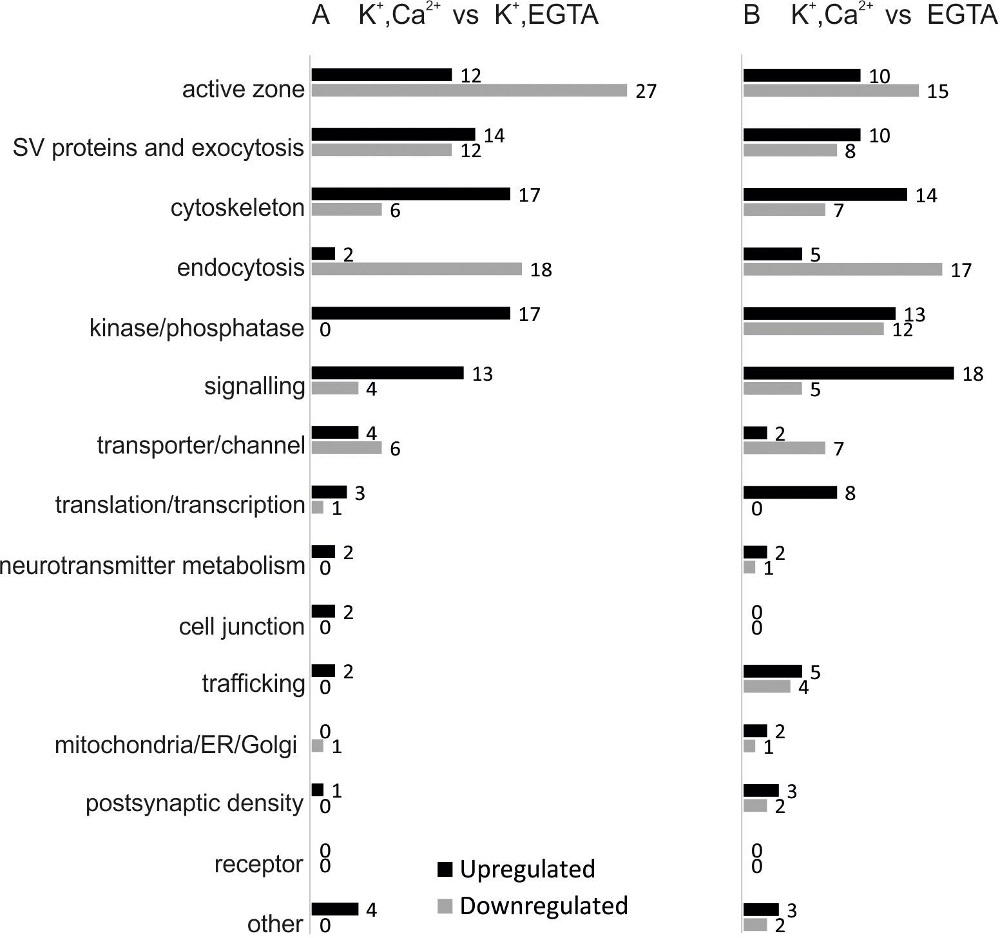 A K⁺,Ca²⁺ vs K⁺,EGTA B K⁺,Ca²⁺ vs EGTA
active zone 12 27 10 15
SV proteins and exocytosis 14 12 10 8
cytoskeleton 17 6 14 7
endocytosis 2 18 5 17
kinase/phosphatase 17 0 13 12
signalling 13 4 18 5
transporter/channel 4 6 2 7
translation/transcription 3 1 8 0
neurotransmitter metabolism 2 0 2 1
cell junction 2 0 0 0
trafficking 2 0 5 4
mitochondria/ER/Golgi 0 1 2 1
postsynaptic density 1 0 3 2
receptor 0 0 0 0
Upregulated
Downregulated
other 4 0 3 2